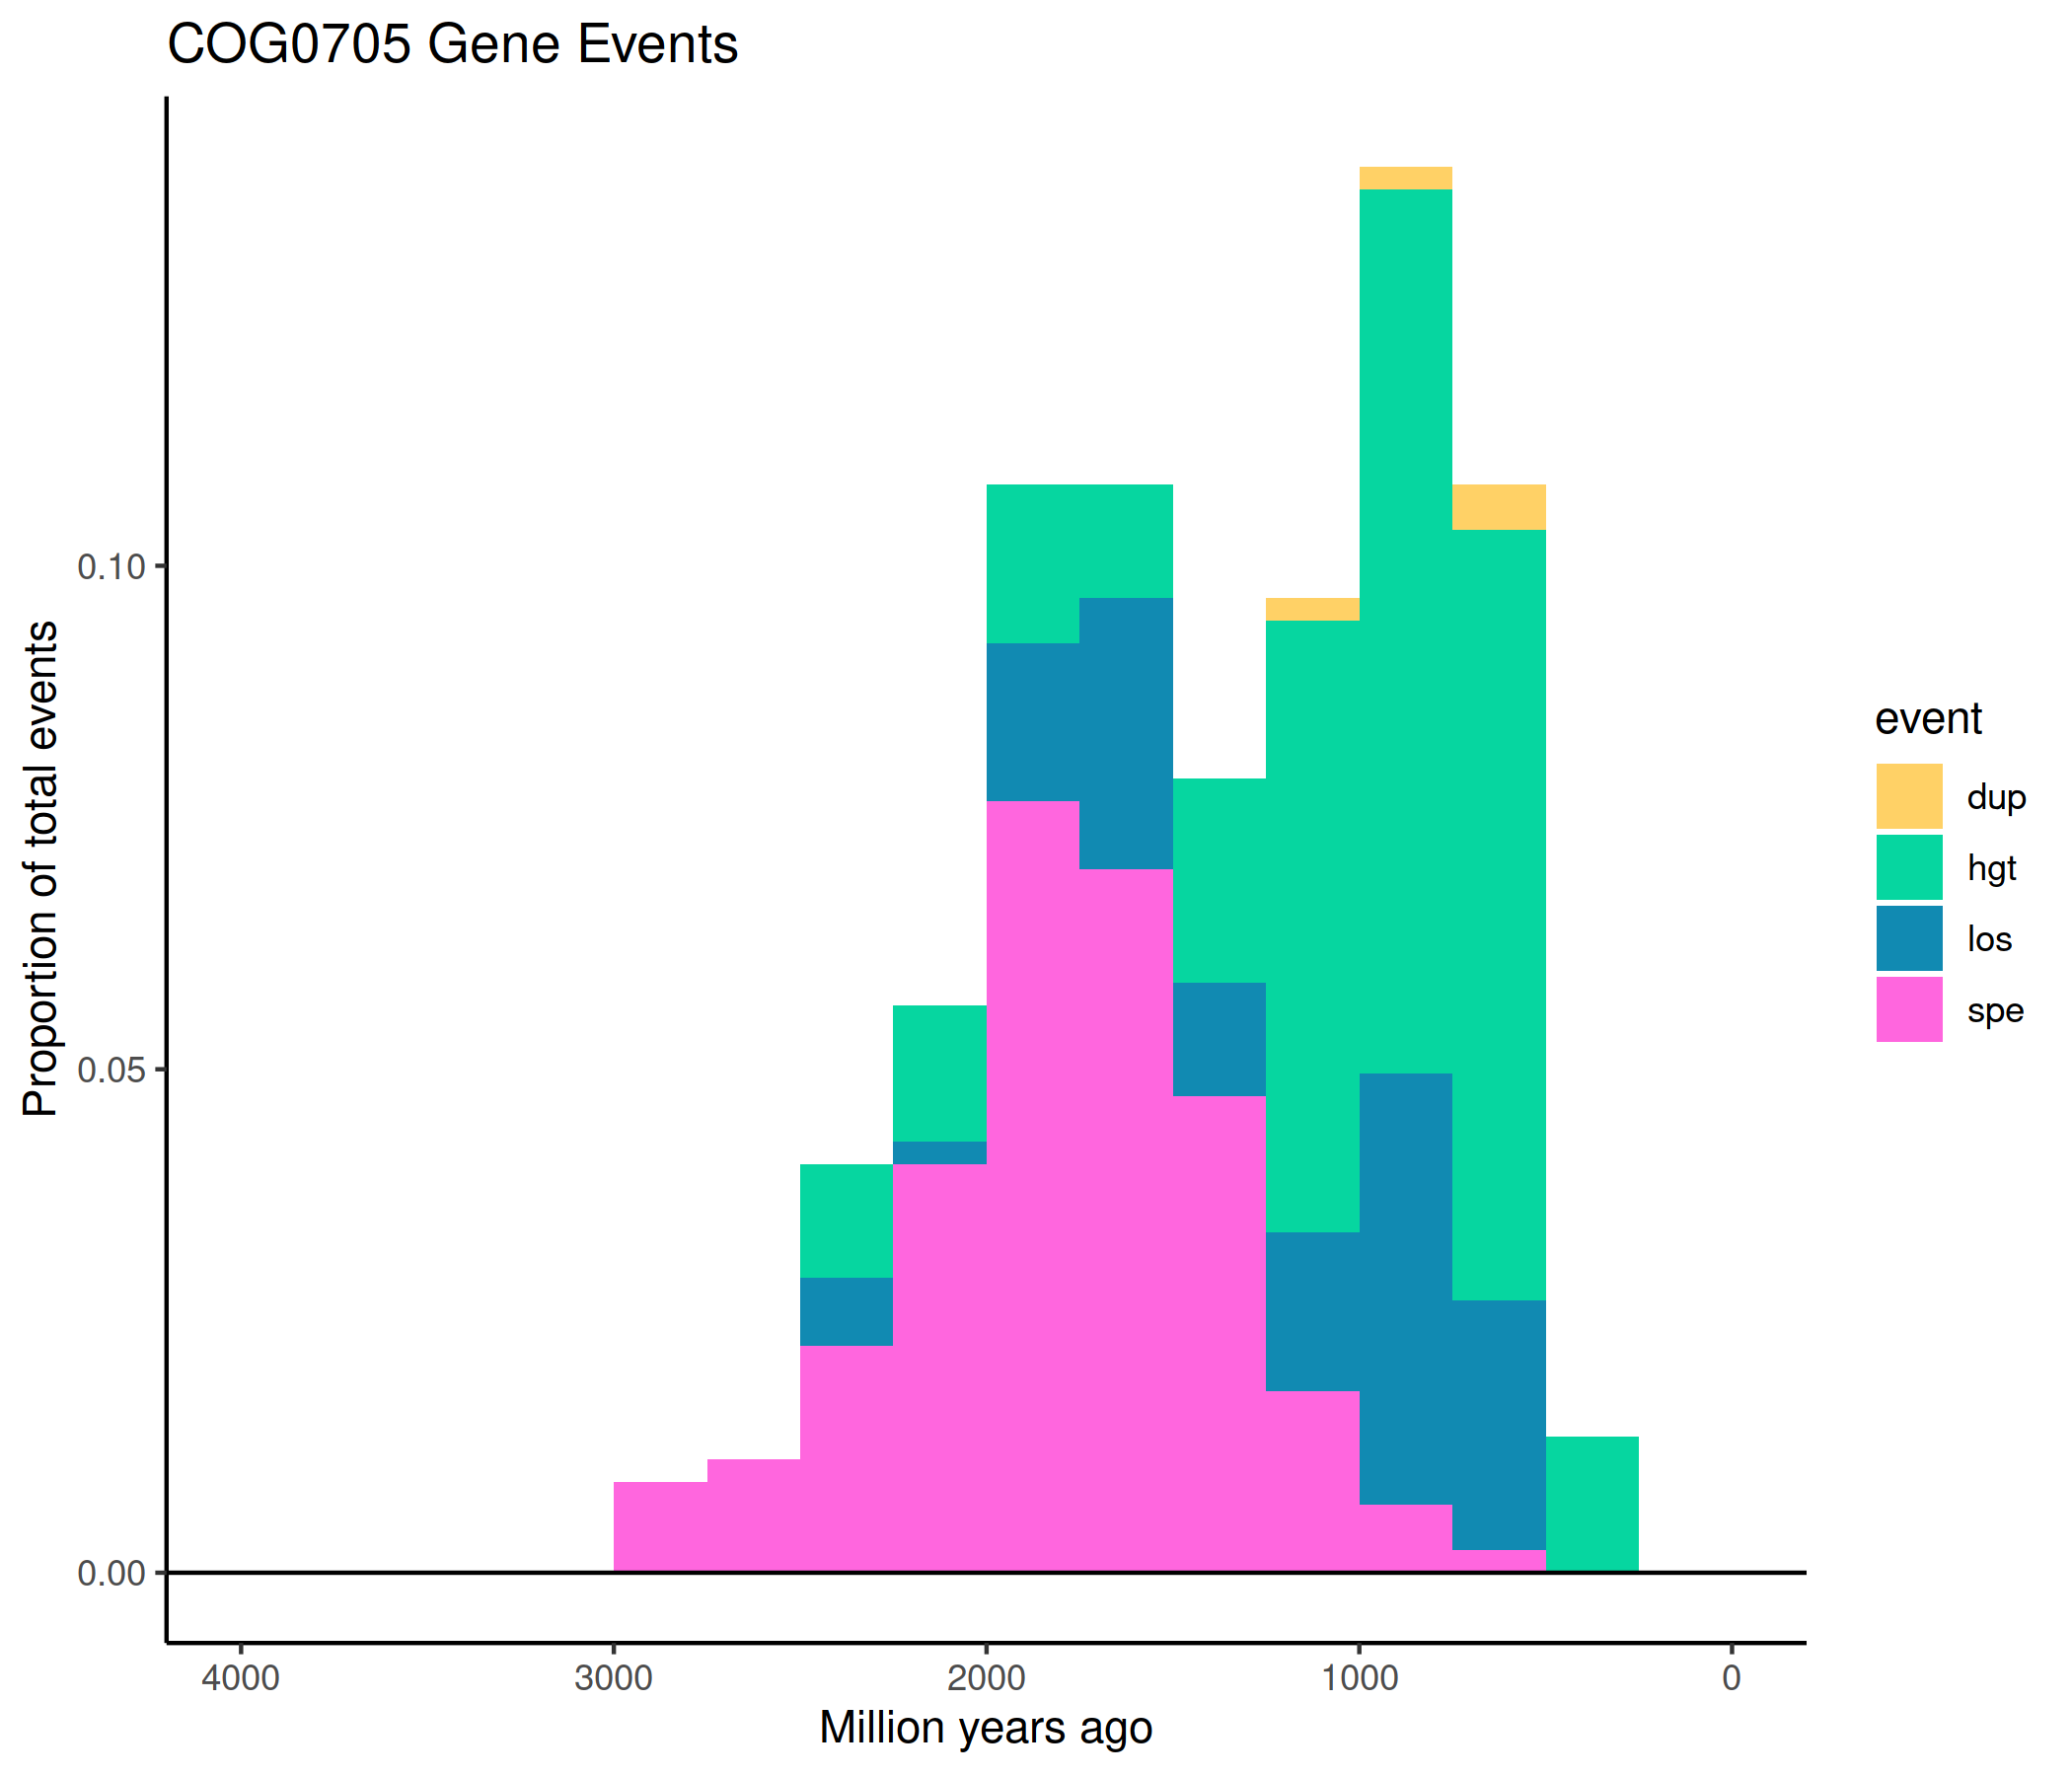 COG0705 Gene Events
Proportion of total events
0.10
0.05
0.00
4000 3000 2000 1000 0
Million years ago
event
dup
hgt
los
spe